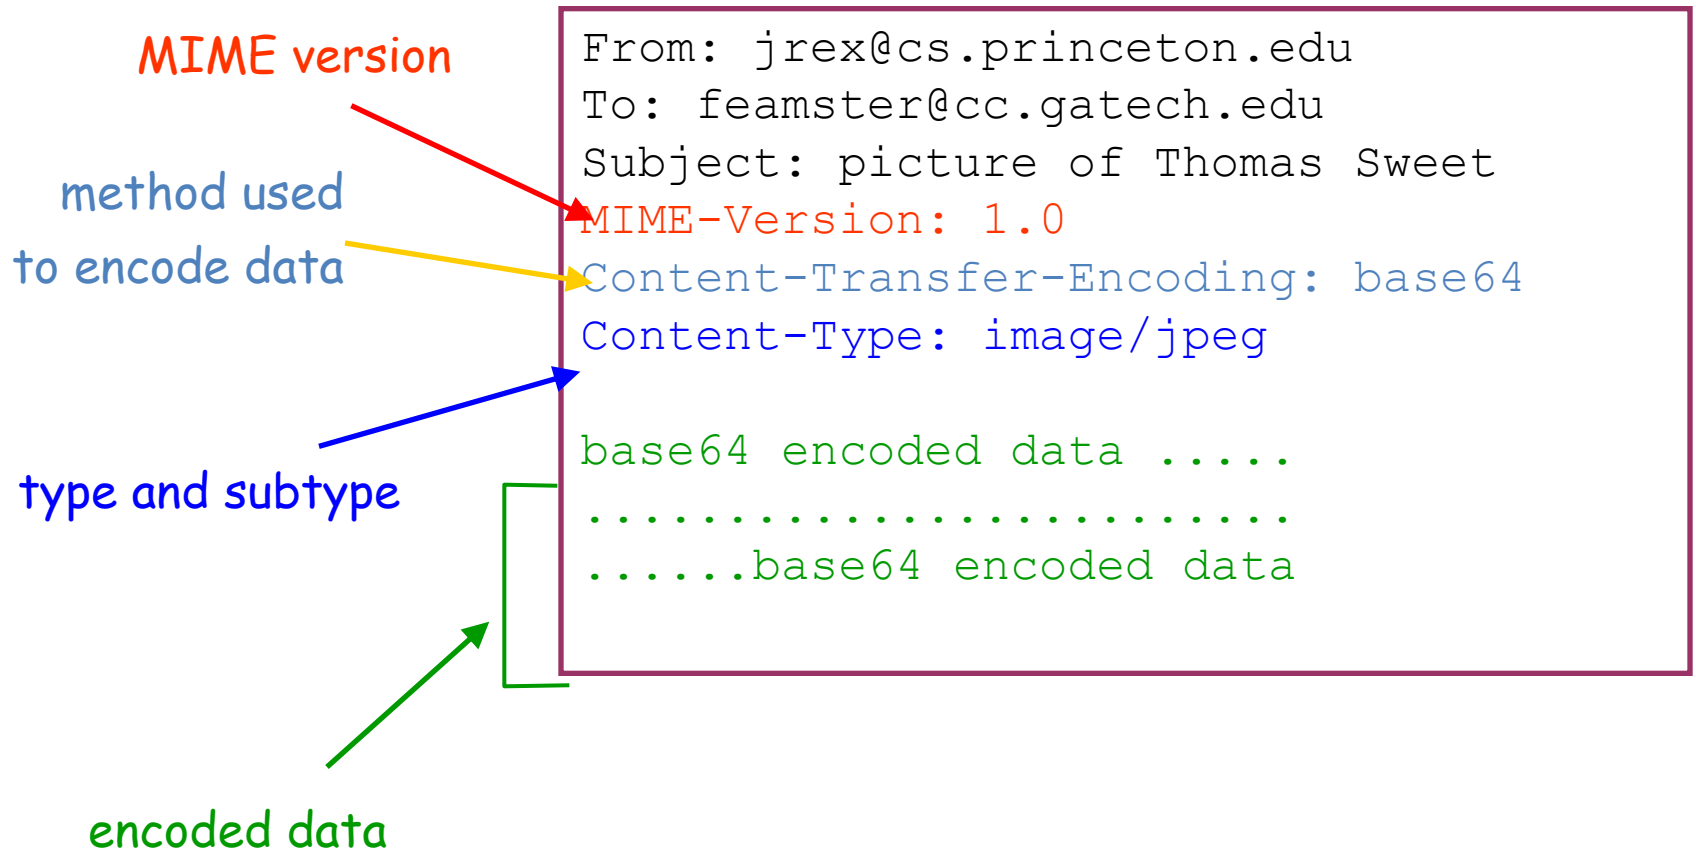 MIME version
method used
to encode data
type and subtype
encoded data
From: jrex@cs.princeton.edu
To: feamster@cc.gatech.edu
Subject: picture of Thomas Sweet
MIME-Version: 1.0
Content-Transfer-Encoding: base64
Content-Type: image/jpeg
base64 encoded data .....
.........................
......base64 encoded data